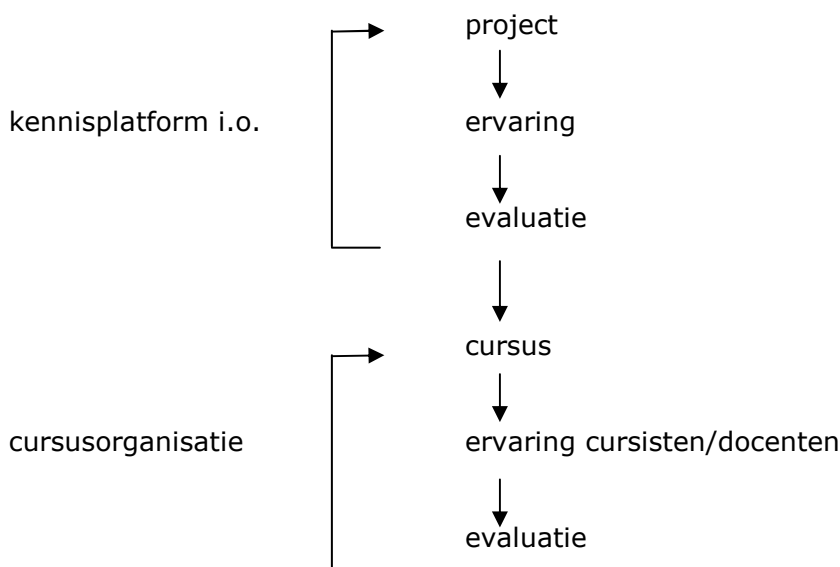 project
kennisplatform i.o.
ervaring
evaluatie
cursus
cursusorganisatie
ervaring cursisten/docenten
evaluatie